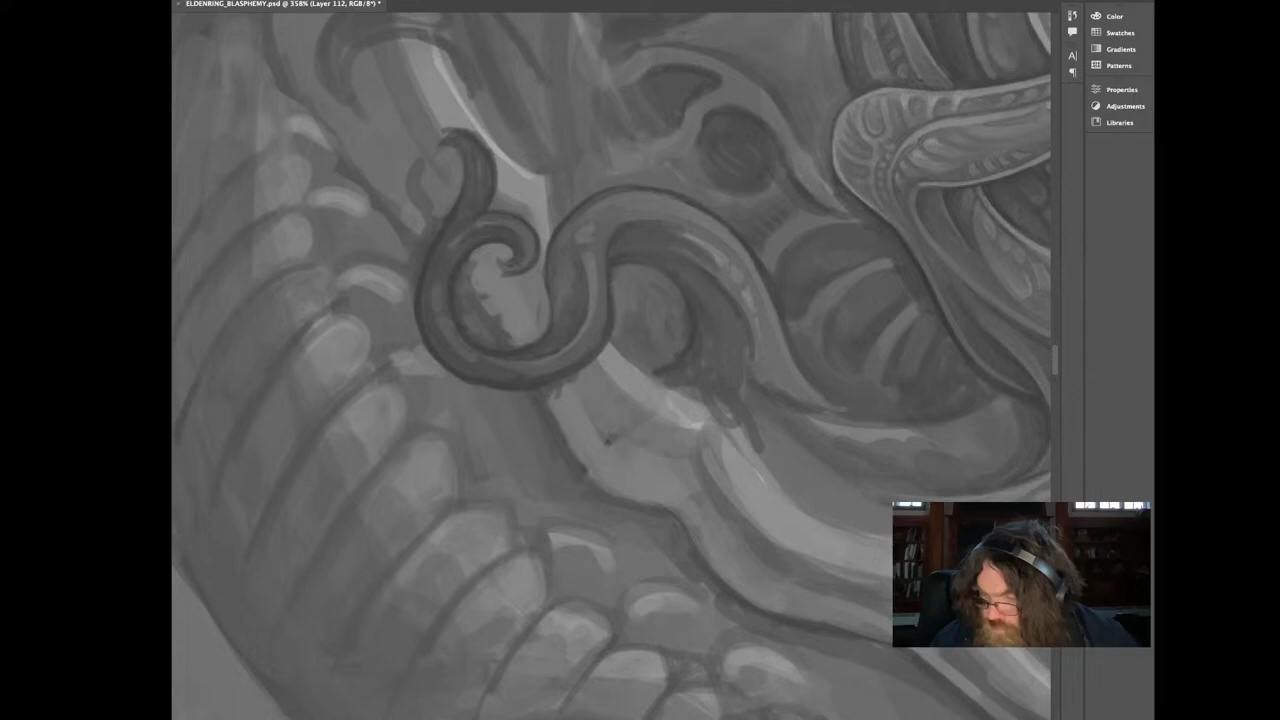 × ELDENRING_BLASPHEMY.psd @ 358% (Layer 112, RGB/8*) *
Color
Swatches
Gradients
Patterns
Properties
Adjustments
Libraries